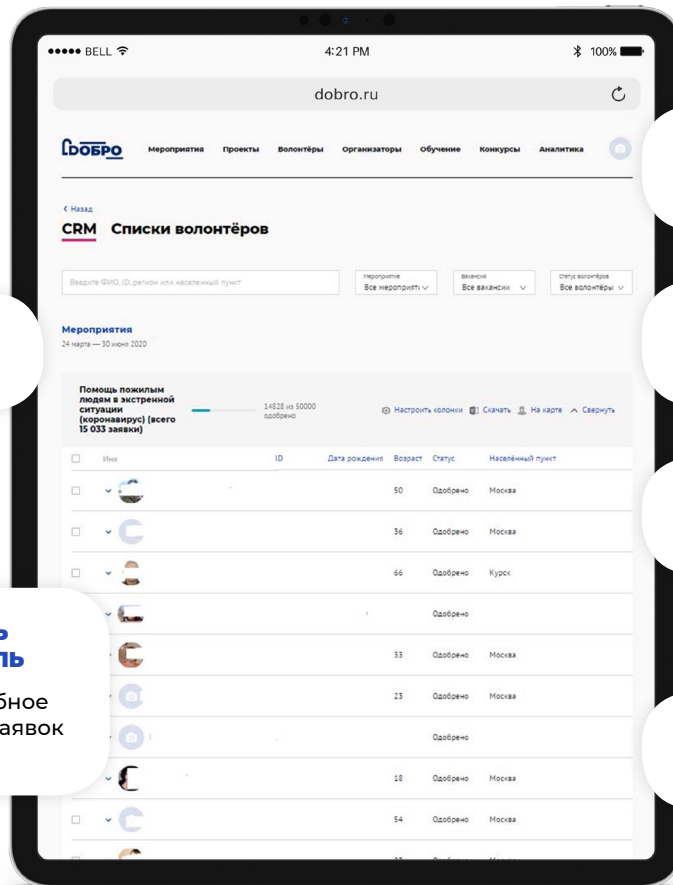 BELL 4:21 PM 100%
dobro.ru
ДОБРО Мероприятия Проекты Волонтёры Организаторы Обучение Конкурсы Аналитика
Назад
CRM Списки волонтёров
Введите ФИО, ID, регион или населенный пункт
Мероприятие Вакансия Статус волонтёров
Все мероприяти Все вакансии Все волонтёры
Мероприятия
24 марта — 30 июня 2020
Помощь пожилым
людям в экстренной
ситуации
(коронавирус) (всего
15 033 заявки)
14828 из 50000
одобрено
Настроить колонки Скачать На карте Свернуть
Имя ID Дата рождения Возраст Статус Населённый пункт
50 Одобрено Москва
36 Одобрено Москва
66 Одобрено Курск
Одобрено
33 Одобрено Москва
23 Одобрено Москва
Одобрено
18 Одобрено Москва
54 Одобрено Москва
ь
ль
бное
аявок